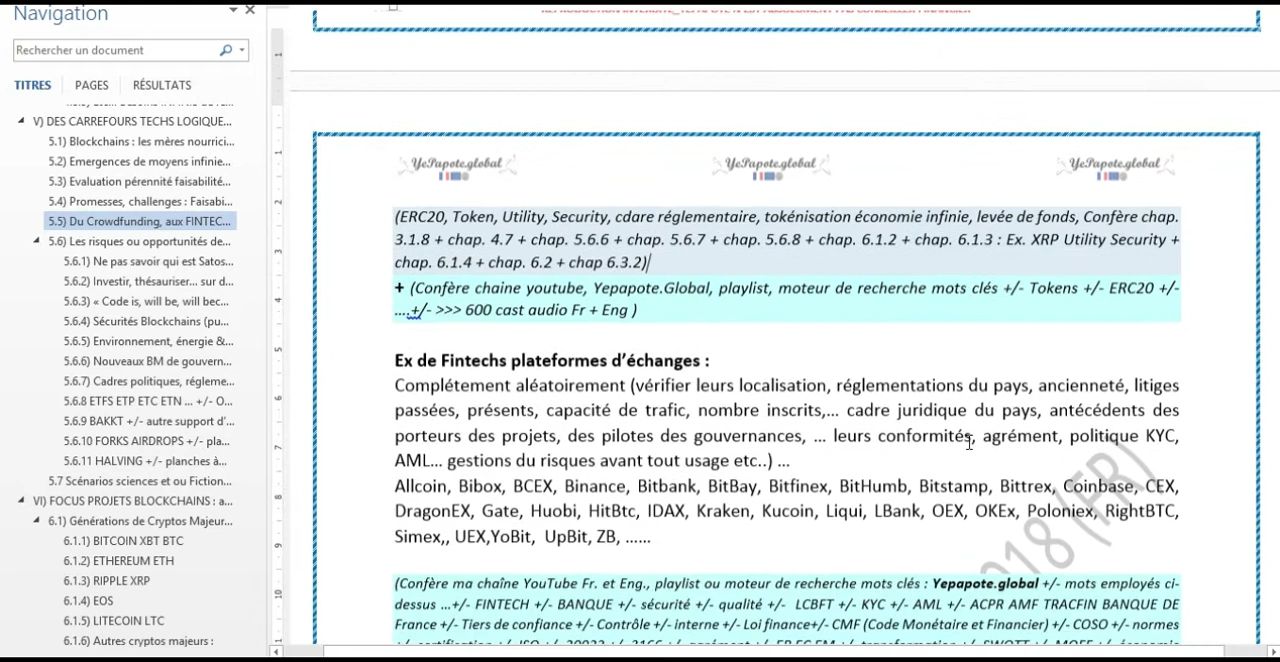 Navigation
Rechercher un document
TITRES PAGES RÉSULTATS
V) DES CARREFOURS TECHS LOGIQUE...
5.1) Blockchains : les mères nourrici...
5.2) Emergences de moyens infinie...
5.3) Evaluation pérennité faisabilité...
5.4) Promesses, challenges : Faisabi...
5.5) Du Crowdfunding, aux FINTEC...
5.6) Les risques ou opportunités de...
5.6.1) Ne pas savoir qui est Satos...
5.6.2) Investir, thésauriser... sur d...
5.6.3) « Code is, will be, will bec...
5.6.4) Sécurités Blockchains (pu...
5.6.5) Environnement, énergie &...
5.6.6) Nouveaux BM de gouvern...
5.6.7) Cadres politiques, régleme...
5.6.8 ETFS ETP ETC ETN ... +/- O...
5.6.9 BAKKT +/- autre support d'...
5.6.10 FORKS AIRDROPS +/- pla...
5.6.11 HALVING +/- planches à...
5.7 Scénarios sciences et ou Fiction...
VI) FOCUS PROJETS BLOCKCHAINS : a...
6.1) Générations de Cryptos Majeur...
6.1.1) BITCOIN XBT BTC
6.1.2) ETHEREUM ETH
6.1.3) RIPPLE XRP
6.1.4) EOS
6.1.5) LITECOIN LTC
6.1.6) Autres cryptos majeurs :
YePapote.global YePapote.global YePapote.global
(ERC20, Token, Utility, Security, cdare réglementaire, tokénisation économie infinie, levée de fonds, Confère chap.
3.1.8 + chap. 4.7 + chap. 5.6.6 + chap. 5.6.7 + chap. 5.6.8 + chap. 6.1.2 + chap. 6.1.3 : Ex. XRP Utility Security +
chap. 6.1.4 + chap. 6.2 + chap 6.3.2)
+ (Confère chaine youtube, Yepapote.Global, playlist, moteur de recherche mots clés +/- Tokens +/- ERC20 +/-
....+/- >>> 600 cast audio Fr + Eng )
Ex de Fintechs plateformes d'échanges :
Complétement aléatoirement (vérifier leurs localisation, réglementations du pays, ancienneté, litiges
passées, présents, capacité de trafic, nombre inscrits,... cadre juridique du pays, antécédents des
porteurs des projets, des pilotes des gouvernances, ... leurs conformités, agrément, politique KYC,
AML... gestions du risques avant tout usage etc..) ...
Allcoin, Bibox, BCEX, Binance, Bitbank, BitBay, Bitfinex, BitHumb, Bitstamp, Bittrex, Coinbase, CEX,
DragonEX, Gate, Huobi, HitBtc, IDAX, Kraken, Kucoin, Liqui, LBank, OEX, OKEx, Poloniex, RightBTC,
Simex,, UEX,YoBit, UpBit, ZB, ......
018 (FR)
(Confère ma chaîne YouTube Fr. et Eng., playlist ou moteur de recherche mots clés : Yepapote.global +/- mots employés ci-
dessus ...+/- FINTECH +/- BANQUE +/- sécurité +/- qualité +/- LCBFT +/- KYC +/- AML +/- ACPR AMF TRACFIN BANQUE DE
France +/- Tiers de confiance +/- Contrôle +/- interne +/- Loi finance+/- CMF (Code Monétaire et Financier) +/- COSO +/- normes